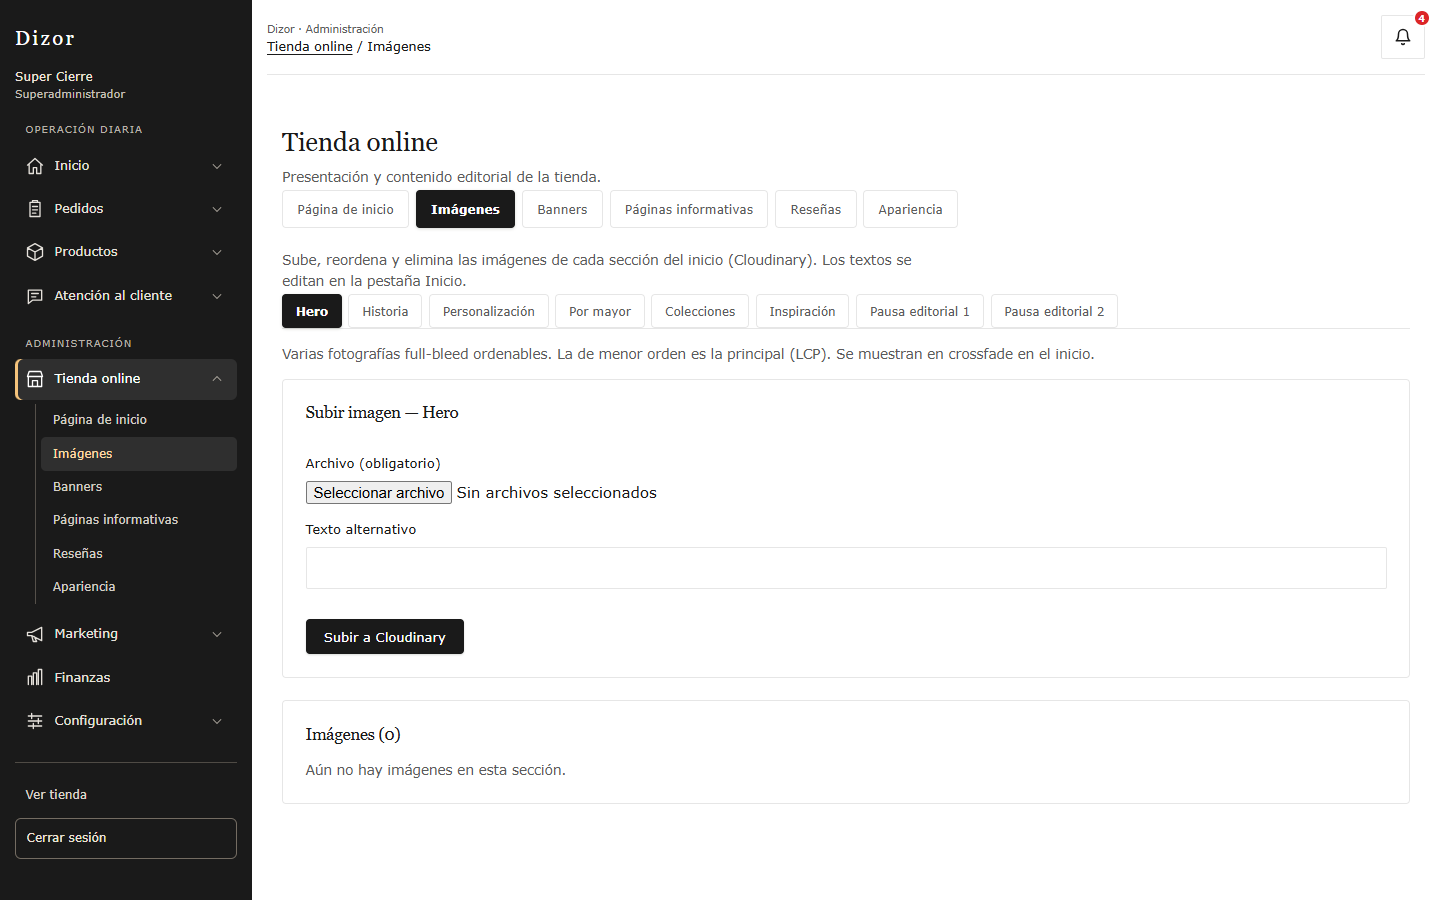 Dizor
Super Cierre
Superadministrador
OPERACIÓN DIARIA
Inicio
Pedidos
Productos
Atención al cliente
ADMINISTRACIÓN
Tienda online
Página de inicio
Imágenes
Banners
Páginas informativas
Reseñas
Apariencia
Marketing
Finanzas
Configuración
Ver tienda
Cerrar sesión
Dizor · Administración
Tienda online / Imágenes
4
Tienda online
Presentación y contenido editorial de la tienda.
Página de inicio Imágenes Banners Páginas informativas Reseñas Apariencia
Sube, reordena y elimina las imágenes de cada sección del inicio (Cloudinary). Los textos se
editan en la pestaña Inicio.
Hero Historia Personalización Por mayor Colecciones Inspiración Pausa editorial 1 Pausa editorial 2
Varias fotografías full-bleed ordenables. La de menor orden es la principal (LCP). Se muestran en crossfade en el inicio.
Subir imagen — Hero
Archivo (obligatorio)
Seleccionar archivo Sin archivos seleccionados
Texto alternativo
Subir a Cloudinary
Imágenes (0)
Aún no hay imágenes en esta sección.